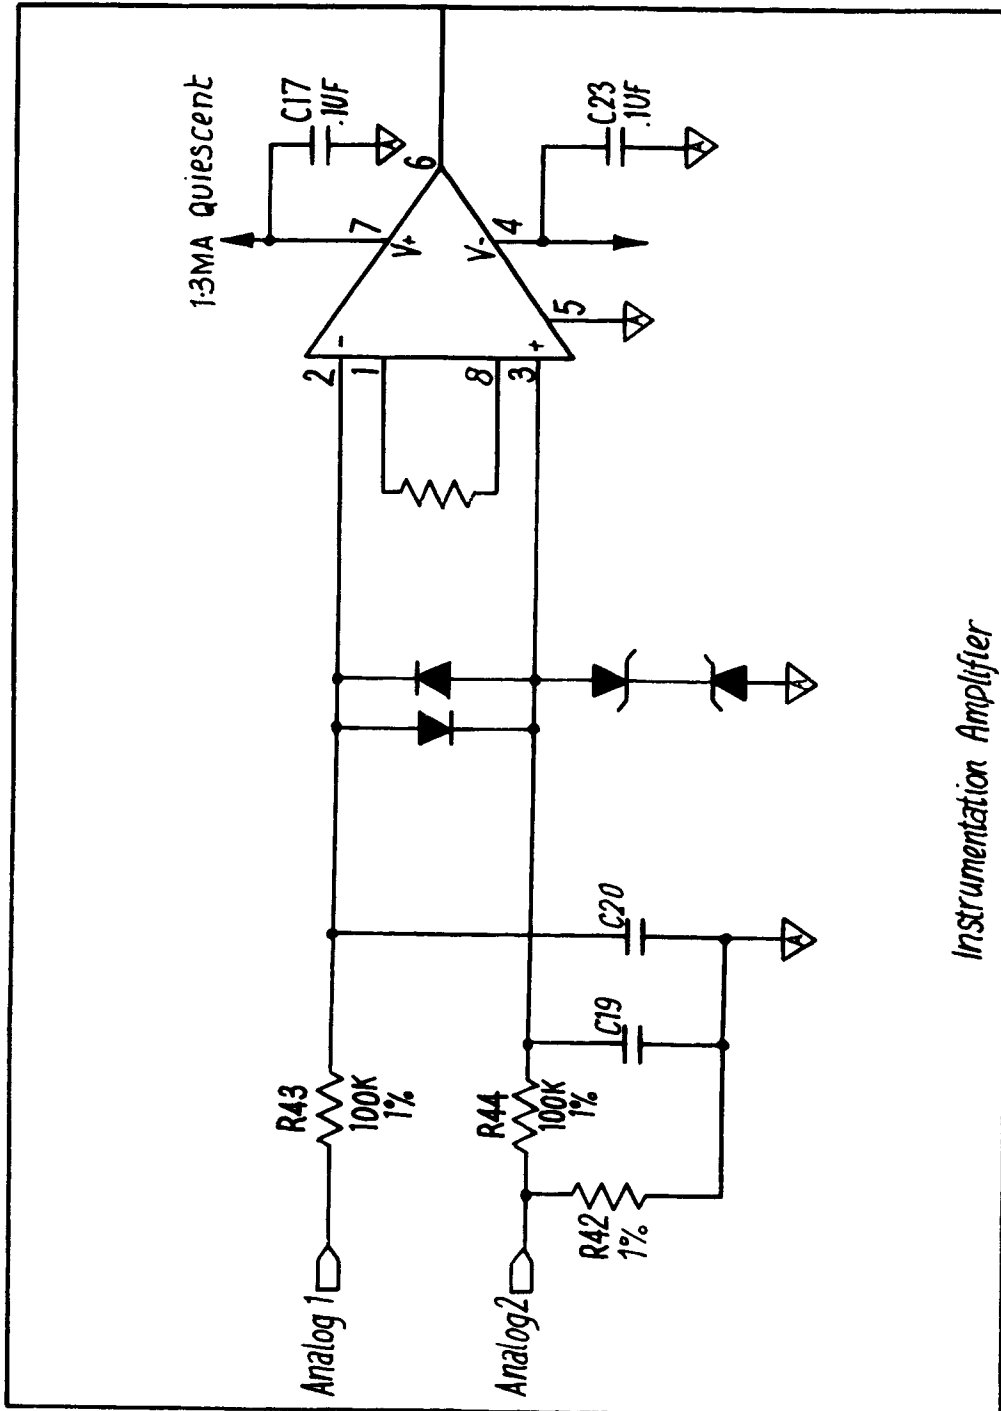 1.3MA Quiescent
C17
.1UF
6
7
V+
2
-
1
8
3
+
V-
4
5
A
C23
.1UF
A
A
A
C20
C19
A
R43
100K
1%
R44
100K
1%
R42
1%
Analog 1
Analog2
Instrumentation Amplifier